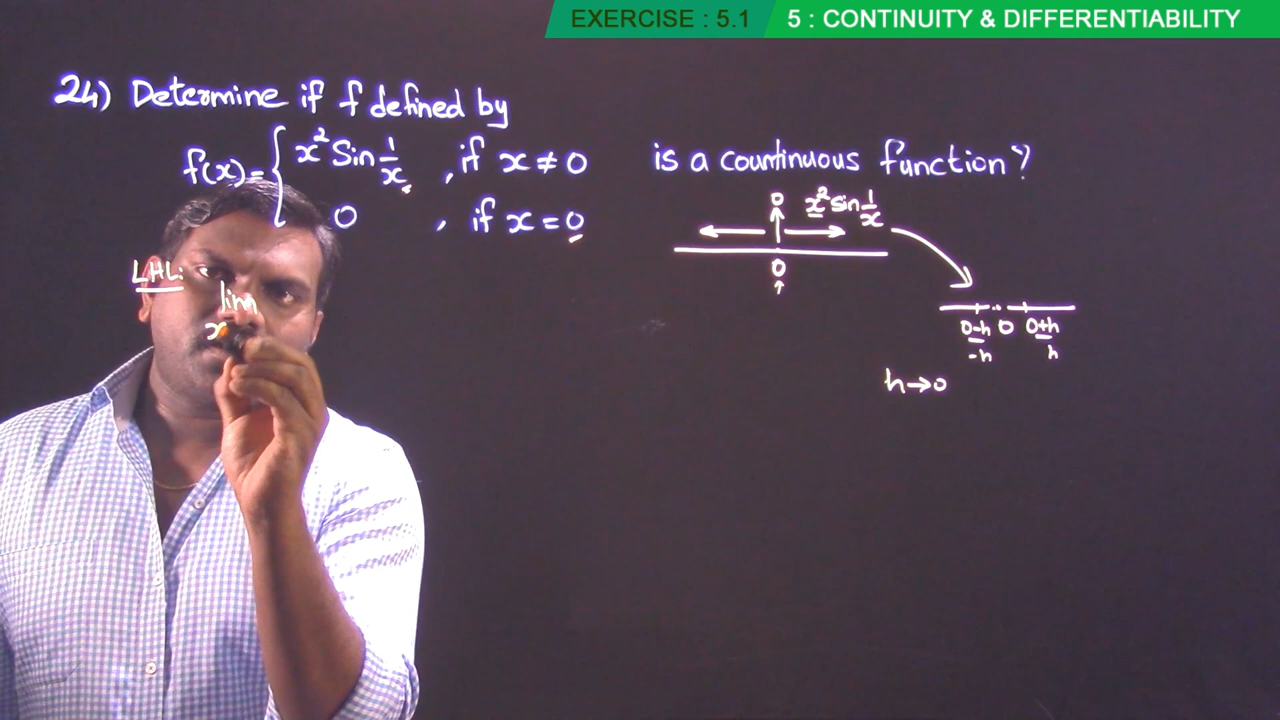 EXERCISE : 5.1 5 : CONTINUITY & DIFFERENTIABILITY
24) Determine if f defined by
f(x)= { x² Sin 1/x , if x ≠ 0 is a countinuous function?
0 , if x = 0
0 x² sin 1/x
0
LHL:
lim
x
0-h 0 0+h
-h h
h→0